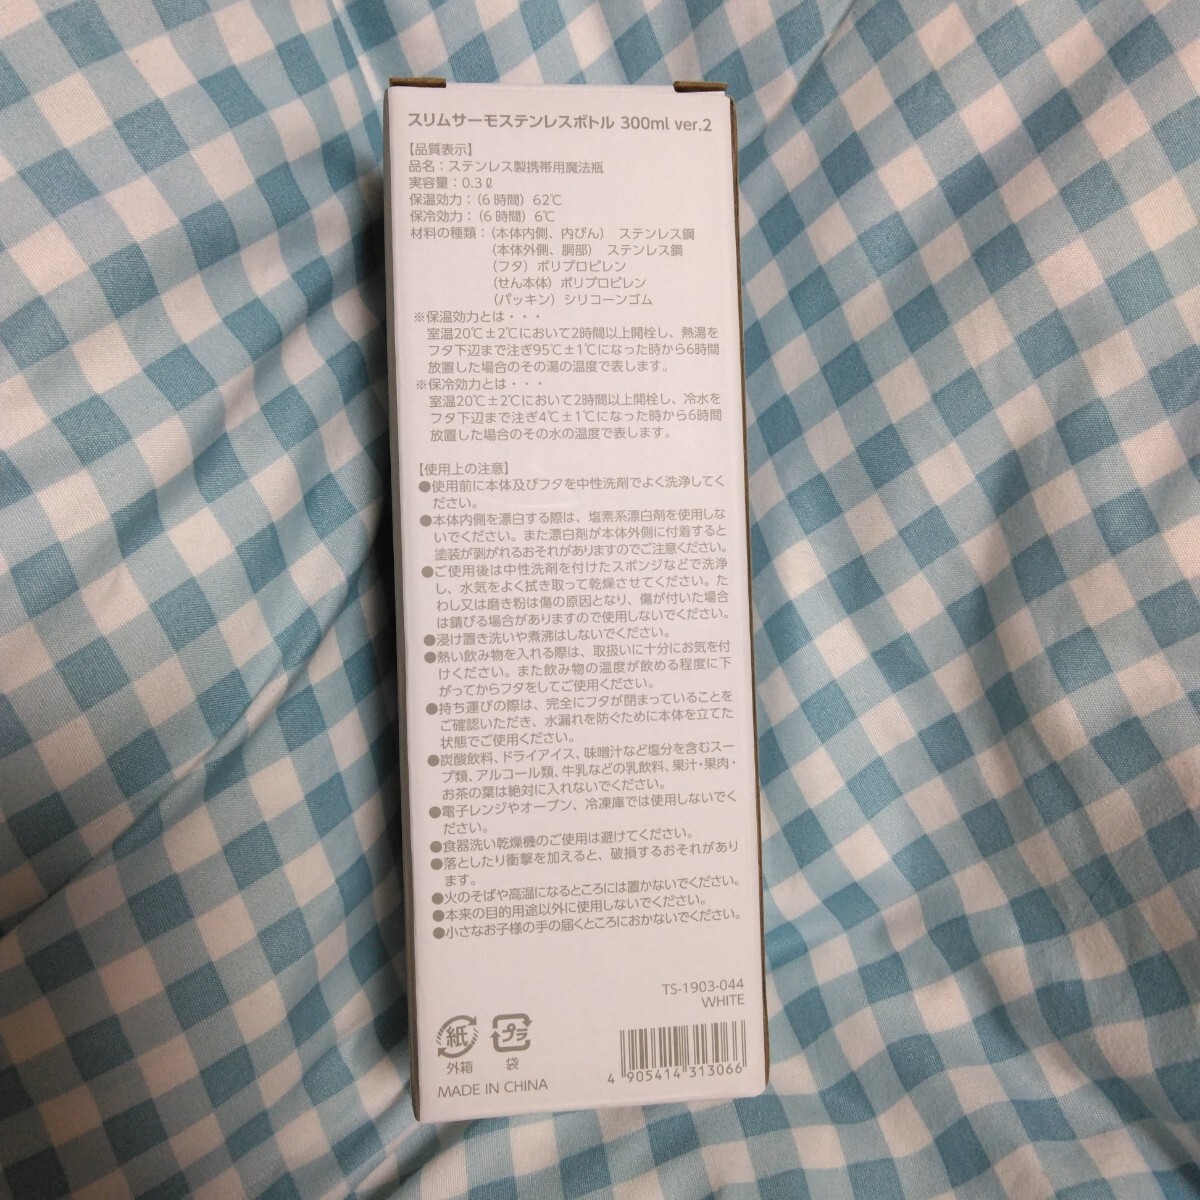 スリムサーモステンレスボトル 300ml ver.2
【品質表示】
品名：ステンレス製携帯用魔法瓶
実容量：0.3ℓ
保温効力：（6 時間）62℃
保冷効力：（6 時間）6℃
材料の種類：（本体内側、内びん） ステンレス鋼
（本体外側、胴部） ステンレス鋼
（フタ）ポリプロピレン
（せん本体）ポリプロピレン
（パッキン）シリコーンゴム
※保温効力とは・・・
室温20℃±2℃において2時間以上開栓し、熱湯を
フタ下辺まで注ぎ95℃±1℃になった時から6時間
放置した場合のその湯の温度で表します。
※保冷効力とは・・・
室温20℃±2℃において2時間以上開栓し、冷水を
フタ下辺まで注ぎ4℃±1℃になった時から6時間
放置した場合のその水の温度で表します。
【使用上の注意】
●使用前に本体及びフタを中性洗剤でよく洗浄してく
ださい。
●本体内側を漂白する際は、塩素系漂白剤を使用しな
いでください。また漂白剤が本体外側に付着すると
塗装が剥がれるおそれがありますのでご注意ください。
●ご使用後は中性洗剤を付けたスポンジなどで洗浄
し、水気をよく拭き取って乾燥させてください。た
わし又は磨き粉は傷の原因となり、傷が付いた場合
は錆びる場合がありますので使用しないでください。
●浸け置き洗いや煮沸はしないでください。
●熱い飲み物を入れる際は、取扱いに十分にお気を付
けください。また飲み物の温度が飲める程度に下
がってからフタをしてご使用ください。
●持ち運びの際は、完全にフタが閉まっていることを
ご確認いただき、水漏れを防ぐために本体を立てた
状態でご使用ください。
●炭酸飲料、ドライアイス、味噌汁など塩分を含むスー
プ類、アルコール類、牛乳などの乳飲料、果汁・果肉・
お茶の葉は絶対に入れないでください。
●電子レンジやオーブン、冷凍庫では使用しないでく
ださい。
●食器洗い乾燥機のご使用は避けてください。
●落としたり衝撃を加えると、破損するおそれがあり
ます。
●火のそばや高温になるところには置かないでください。
●本来の目的用途以外に使用しないでください。
●小さなお子様の手の届くところにおかないでください。
TS-1903-044
WHITE
紙
外箱
プラ
袋
MADE IN CHINA
4 905414 313066